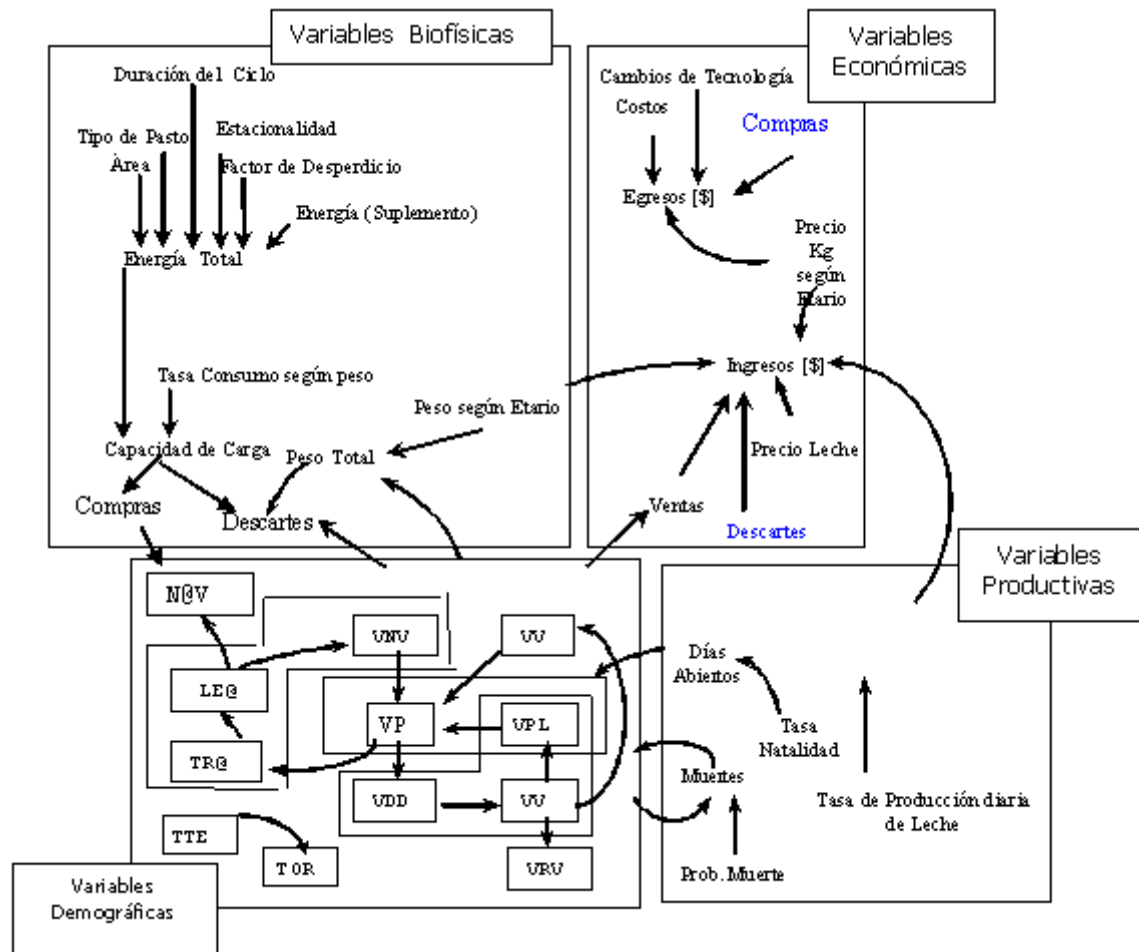 Variables Biofísicas
Duración del Ciclo
Tipo de Pasto
Estacionalidad
Área
Factor de Desperdicio
Energía (Suplemento)
Energía Total
Tasa Consumo según peso
Peso según Etario
Capacidad de Carga
Peso Total
Compras
Descartes
Variables
Económicas
Cambios de Tecnología
Costos
Compras
Egresos [$]
Precio
Kg
según
Etario
Ingresos [$]
Precio Leche
Ventas
Descartes
Variables
Productivas
Días
Abiertos
Tasa
Natalidad
Muertes
Tasa de Producción diaria
de Leche
Prob. Muerte
N@V
VNV
VV
LE@
VP
VPL
TR@
VDD
VV
TTE
TOR
VRV
Variables
Demográficas